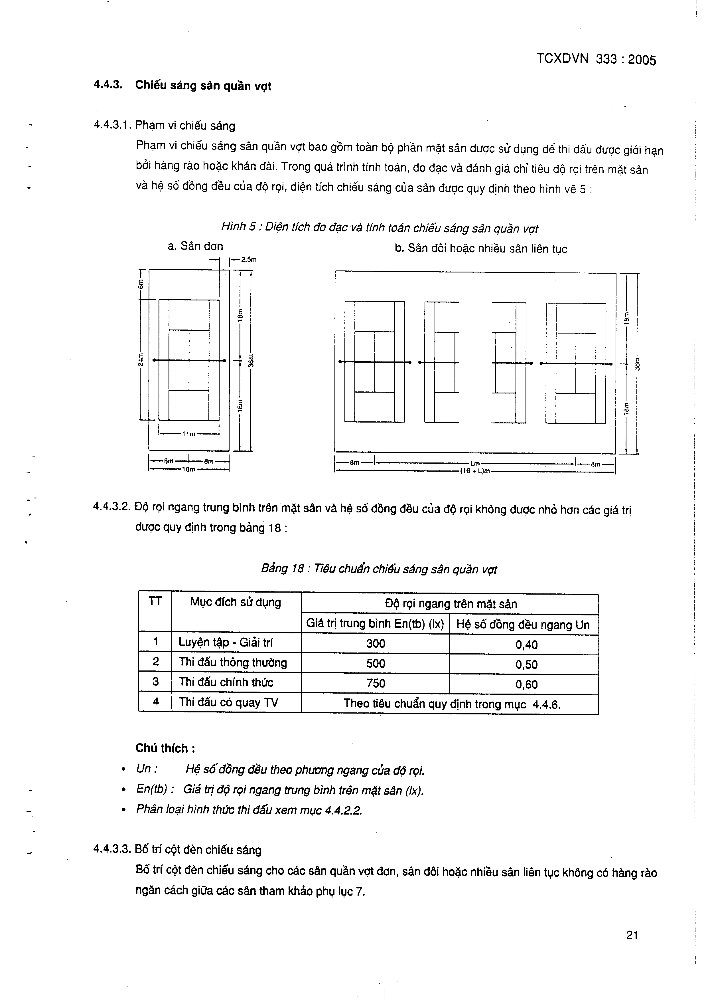 TCXDVN 333 : 2005
4.4.3. Chiếu sáng sân quần vợt
4.4.3.1. Phạm vi chiếu sáng
Phạm vi chiếu sáng sân quần vợt bao gồm toàn bộ phần mặt sân được sử dụng để thi đấu được giới hạn
bởi hàng rào hoặc khán đài. Trong quá trình tính toán, đo đạc và đánh giá chỉ tiêu độ rọi trên mặt sân
và hệ số đồng đều của độ rọi, diện tích chiếu sáng của sân được quy định theo hình vẽ 5 :
Hình 5 : Diện tích đo đạc và tính toán chiếu sáng sân quần vợt
a. Sân đơn
b. Sân đôi hoặc nhiều sân liên tục
2,5m
6m
24m
18m
36m
18m
11m
8m 8m
16m
18m
36m
18m
8m Lm 8m
(16 + L)m
4.4.3.2. Độ rọi ngang trung bình trên mặt sân và hệ số đồng đều của độ rọi không được nhỏ hơn các giá trị
được quy định trong bảng 18 :
Bảng 18 : Tiêu chuẩn chiếu sáng sân quần vợt
TT Mục đích sử dụng Độ rọi ngang trên mặt sân
Giá trị trung bình En(tb) (lx) Hệ số đồng đều ngang Un
1 Luyện tập - Giải trí 300 0,40
2 Thi đấu thông thường 500 0,50
3 Thi đấu chính thức 750 0,60
4 Thi đấu có quay TV Theo tiêu chuẩn quy định trong mục 4.4.6.
Chú thích :
• Un : Hệ số đồng đều theo phương ngang của độ rọi.
• En(tb) : Giá trị độ rọi ngang trung bình trên mặt sân (lx).
• Phân loại hình thức thi đấu xem mục 4.4.2.2.
4.4.3.3. Bố trí cột đèn chiếu sáng
Bố trí cột đèn chiếu sáng cho các sân quần vợt đơn, sân đôi hoặc nhiều sân liên tục không có hàng rào
ngăn cách giữa các sân tham khảo phụ lục 7.
21